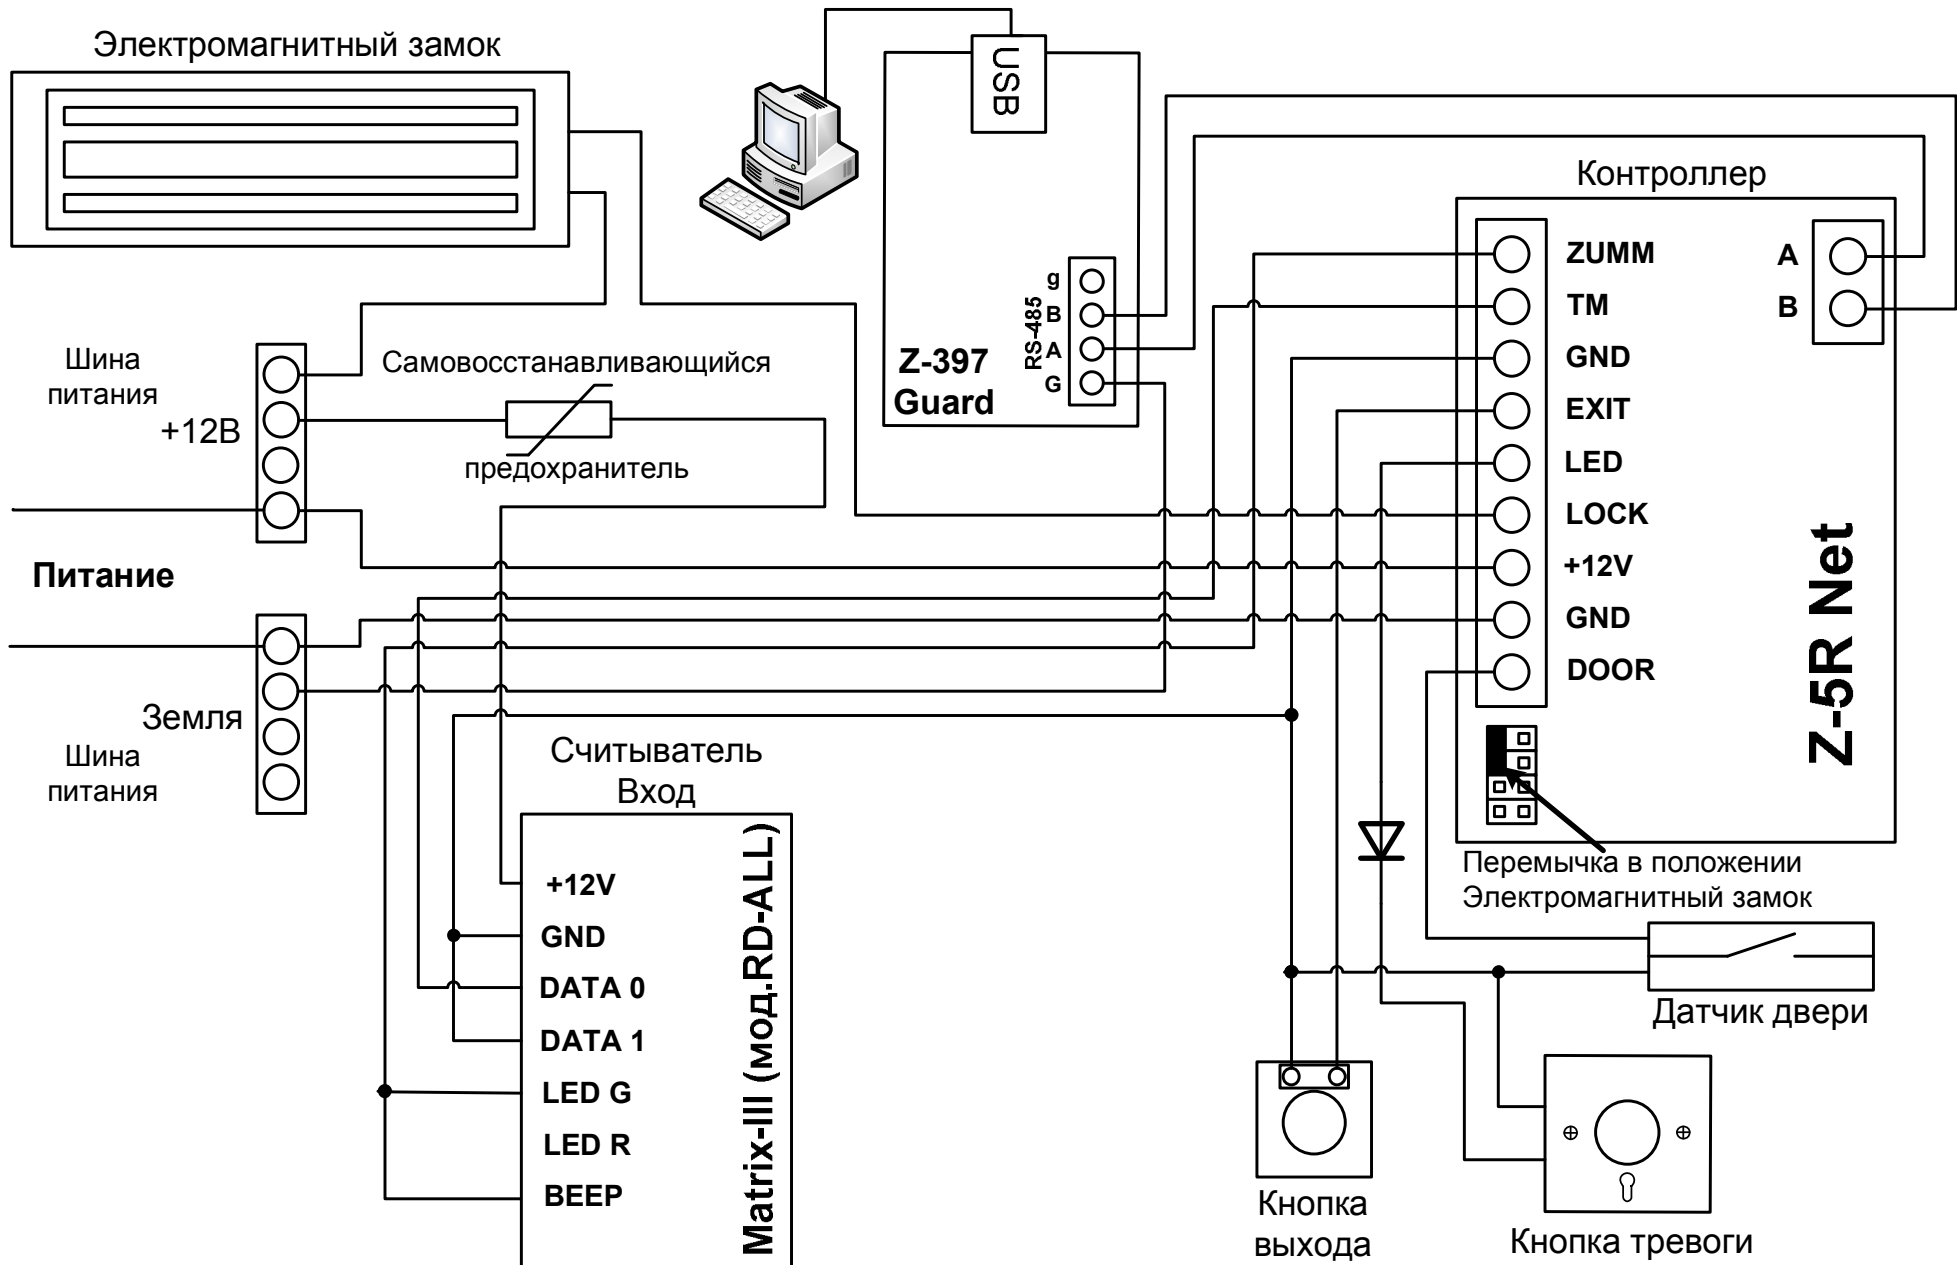 Электромагнитный замок
USB
Контроллер
ZUMM
TM
GND
EXIT
LED
LOCK
+12V
GND
DOOR
A
B
Z-5R Net
g
B
A
G
RS-485
Z-397
Guard
Шина
питания
+12В
Самовосстанавливающийся
предохранитель
Питание
Земля
Шина
питания
Считыватель
Вход
+12V
GND
DATA 0
DATA 1
LED G
LED R
BEEP
Matrix-III (мод.RD-ALL)
Перемычка в положении
Электромагнитный замок
Датчик двери
Кнопка
выхода
Кнопка тревоги